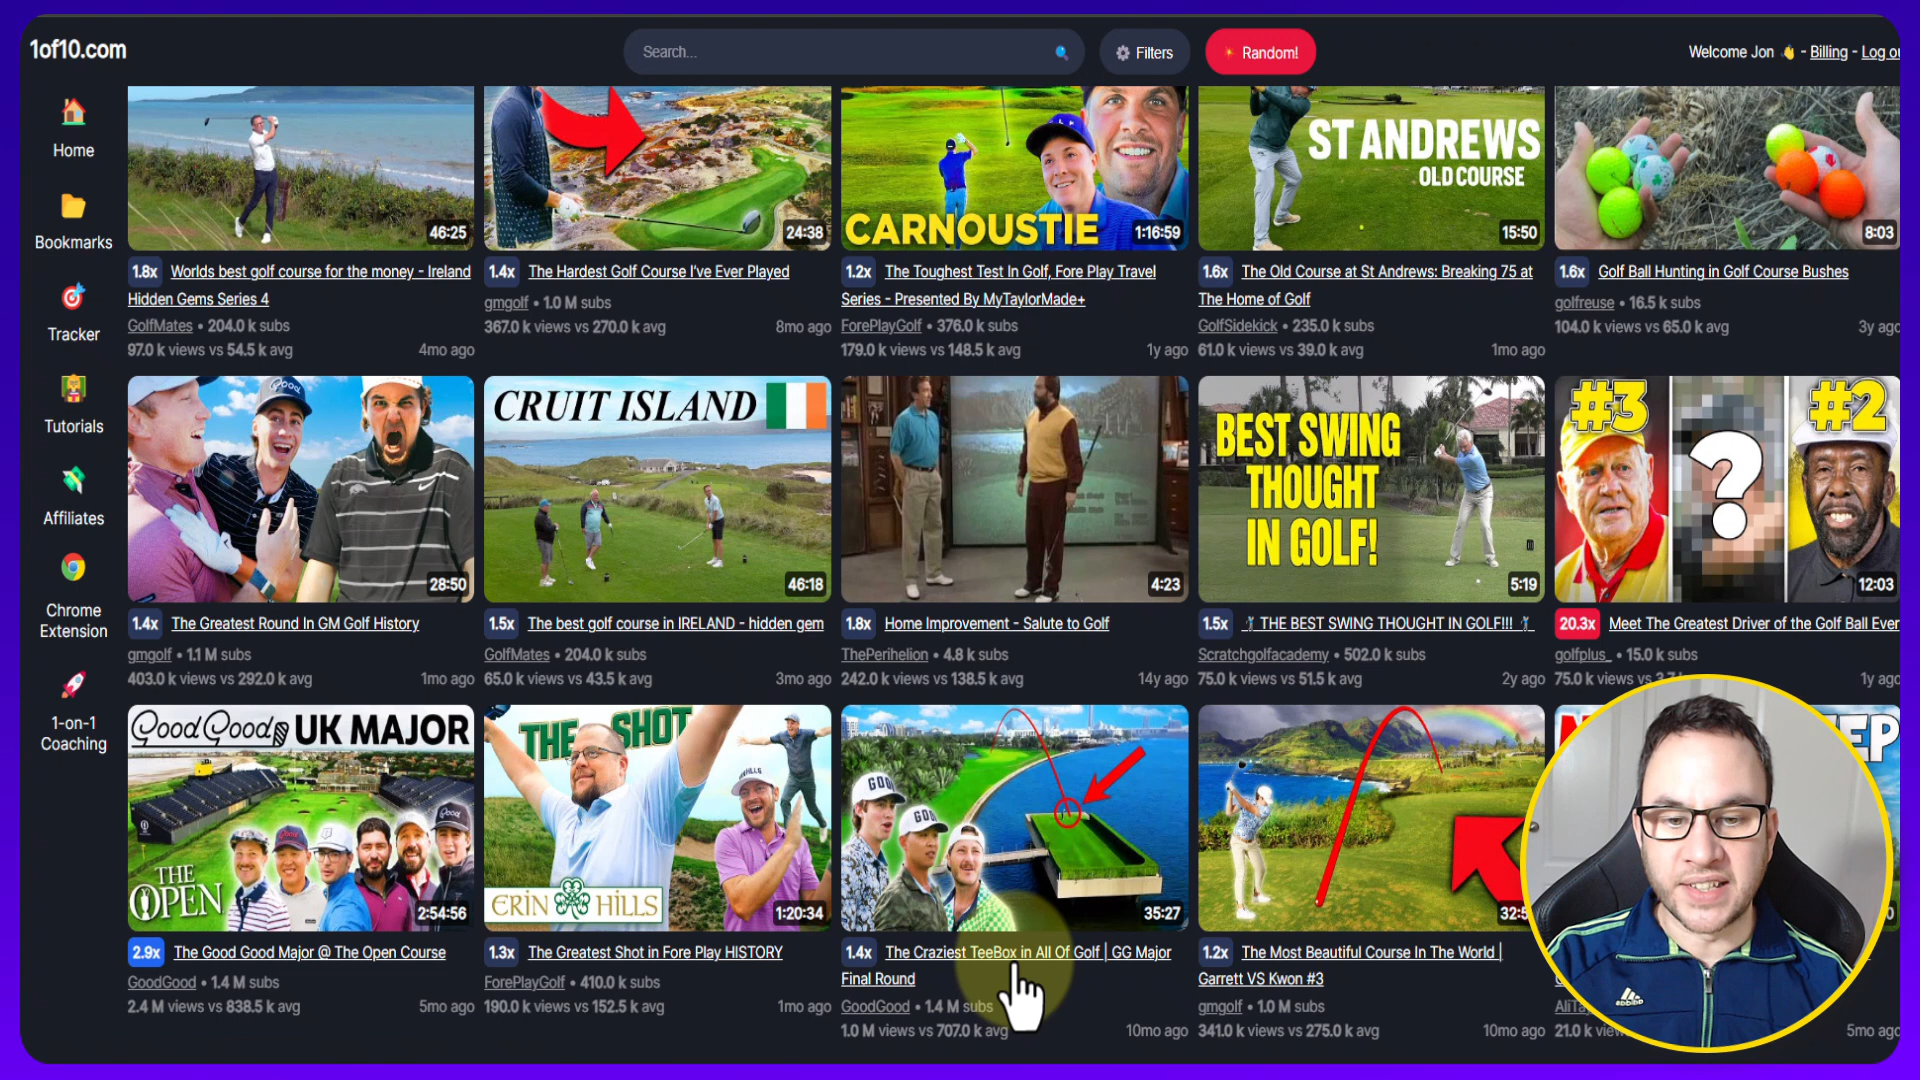 1of10.com
Search...
Filters
Random!
Welcome Jon - Billing - Log ou
Home
Bookmarks
Tracker
Tutorials
Affiliates
Chrome
Extension
1-on-1
Coaching
46:25
1.8x Worlds best golf course for the money - Ireland
Hidden Gems Series 4
GolfMates • 204.0 k subs
97.0 k views vs 54.5 k avg 4mo ago
24:38
1.4x The Hardest Golf Course I've Ever Played
gmgolf • 1.0 M subs
367.0 k views vs 270.0 k avg 8mo ago
GOLF
CARNOUSTIE
1:16:59
1.2x The Toughest Test In Golf, Fore Play Travel
Series - Presented By MyTaylorMade+
ForePlayGolf • 376.0 k subs
179.0 k views vs 148.5 k avg 1y ago
ST ANDREWS
OLD COURSE
15:50
1.6x The Old Course at St Andrews: Breaking 75 at
The Home of Golf
GolfSidekick • 235.0 k subs
61.0 k views vs 39.0 k avg 1mo ago
8:03
1.6x Golf Ball Hunting in Golf Course Bushes
golfreuse • 16.5 k subs
104.0 k views vs 65.0 k avg 3y ago
Good
28:50
1.4x The Greatest Round In GM Golf History
gmgolf • 1.1 M subs
403.0 k views vs 292.0 k avg 1mo ago
CRUIT ISLAND
46:18
1.5x The best golf course in IRELAND - hidden gem
GolfMates • 204.0 k subs
65.0 k views vs 43.5 k avg 3mo ago
4:23
1.8x Home Improvement - Salute to Golf
ThePerihelion • 4.8 k subs
242.0 k views vs 138.5 k avg 14y ago
BEST SWING
THOUGHT
IN GOLF!
5:19
1.5x THE BEST SWING THOUGHT IN GOLF!!!
Scratchgolfacademy • 502.0 k subs
75.0 k views vs 51.5 k avg 2y ago
#3
?
#2
12:03
20.3x Meet The Greatest Driver of the Golf Ball Ever
golfplus_ • 15.0 k subs
75.0 k views vs 1y ago
Good Good UK MAJOR
THE
OPEN
2:54:56
2.9x The Good Good Major @ The Open Course
GoodGood • 1.4 M subs
2.4 M views vs 838.5 k avg 5mo ago
THE SHOT
ERIN HILLS
1:20:34
1.3x The Greatest Shot in Fore Play HISTORY
ForePlayGolf • 410.0 k subs
190.0 k views vs 152.5 k avg 1mo ago
GOOD
GOOD
35:27
1.4x The Craziest TeeBox in All Of Golf | GG Major
Final Round
GoodGood • 1.4 M subs
1.0 M views vs 707.0 k avg 10mo ago
32:5
1.2x The Most Beautiful Course In The World |
Garrett VS Kwon #3
gmgolf • 1.0 M subs
341.0 k views vs 275.0 k avg 10mo ago
EP
AliTa
21.0 k view 5mo ago
adidas